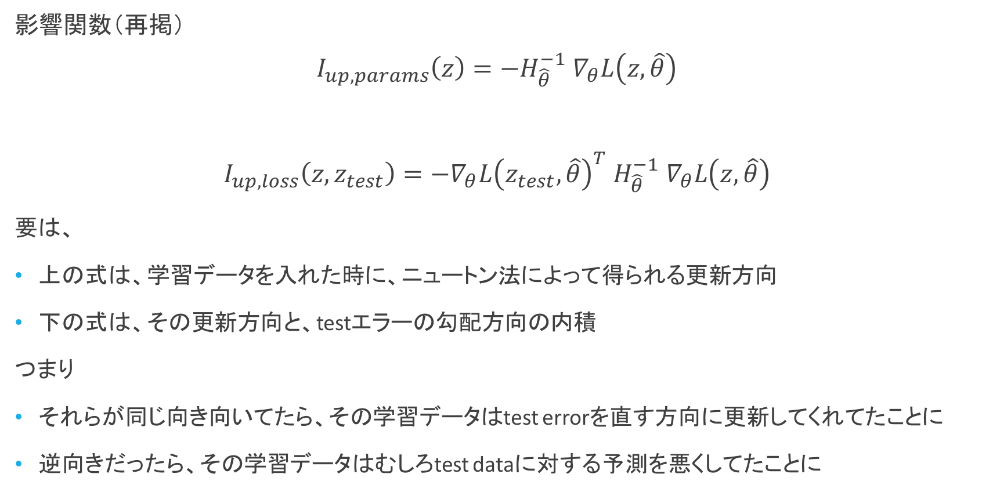 影響関数（再掲）
$I_{up,params}(z) = -H_{\hat{\theta}}^{-1} \nabla_{\theta} L(z, \hat{\theta})$
$I_{up,loss}(z, z_{test}) = -\nabla_{\theta} L(z_{test}, \hat{\theta})^{T} H_{\hat{\theta}}^{-1} \nabla_{\theta} L(z, \hat{\theta})$
要は、
• 上の式は、学習データを入れた時に、ニュートン法によって得られる更新方向
• 下の式は、その更新方向と、testエラーの勾配方向の内積
つまり
• それらが同じ向き向いてたら、その学習データはtest errorを直す方向に更新してくれてたことに
• 逆向きだったら、その学習データはむしろtest dataに対する予測を悪くしてたことに